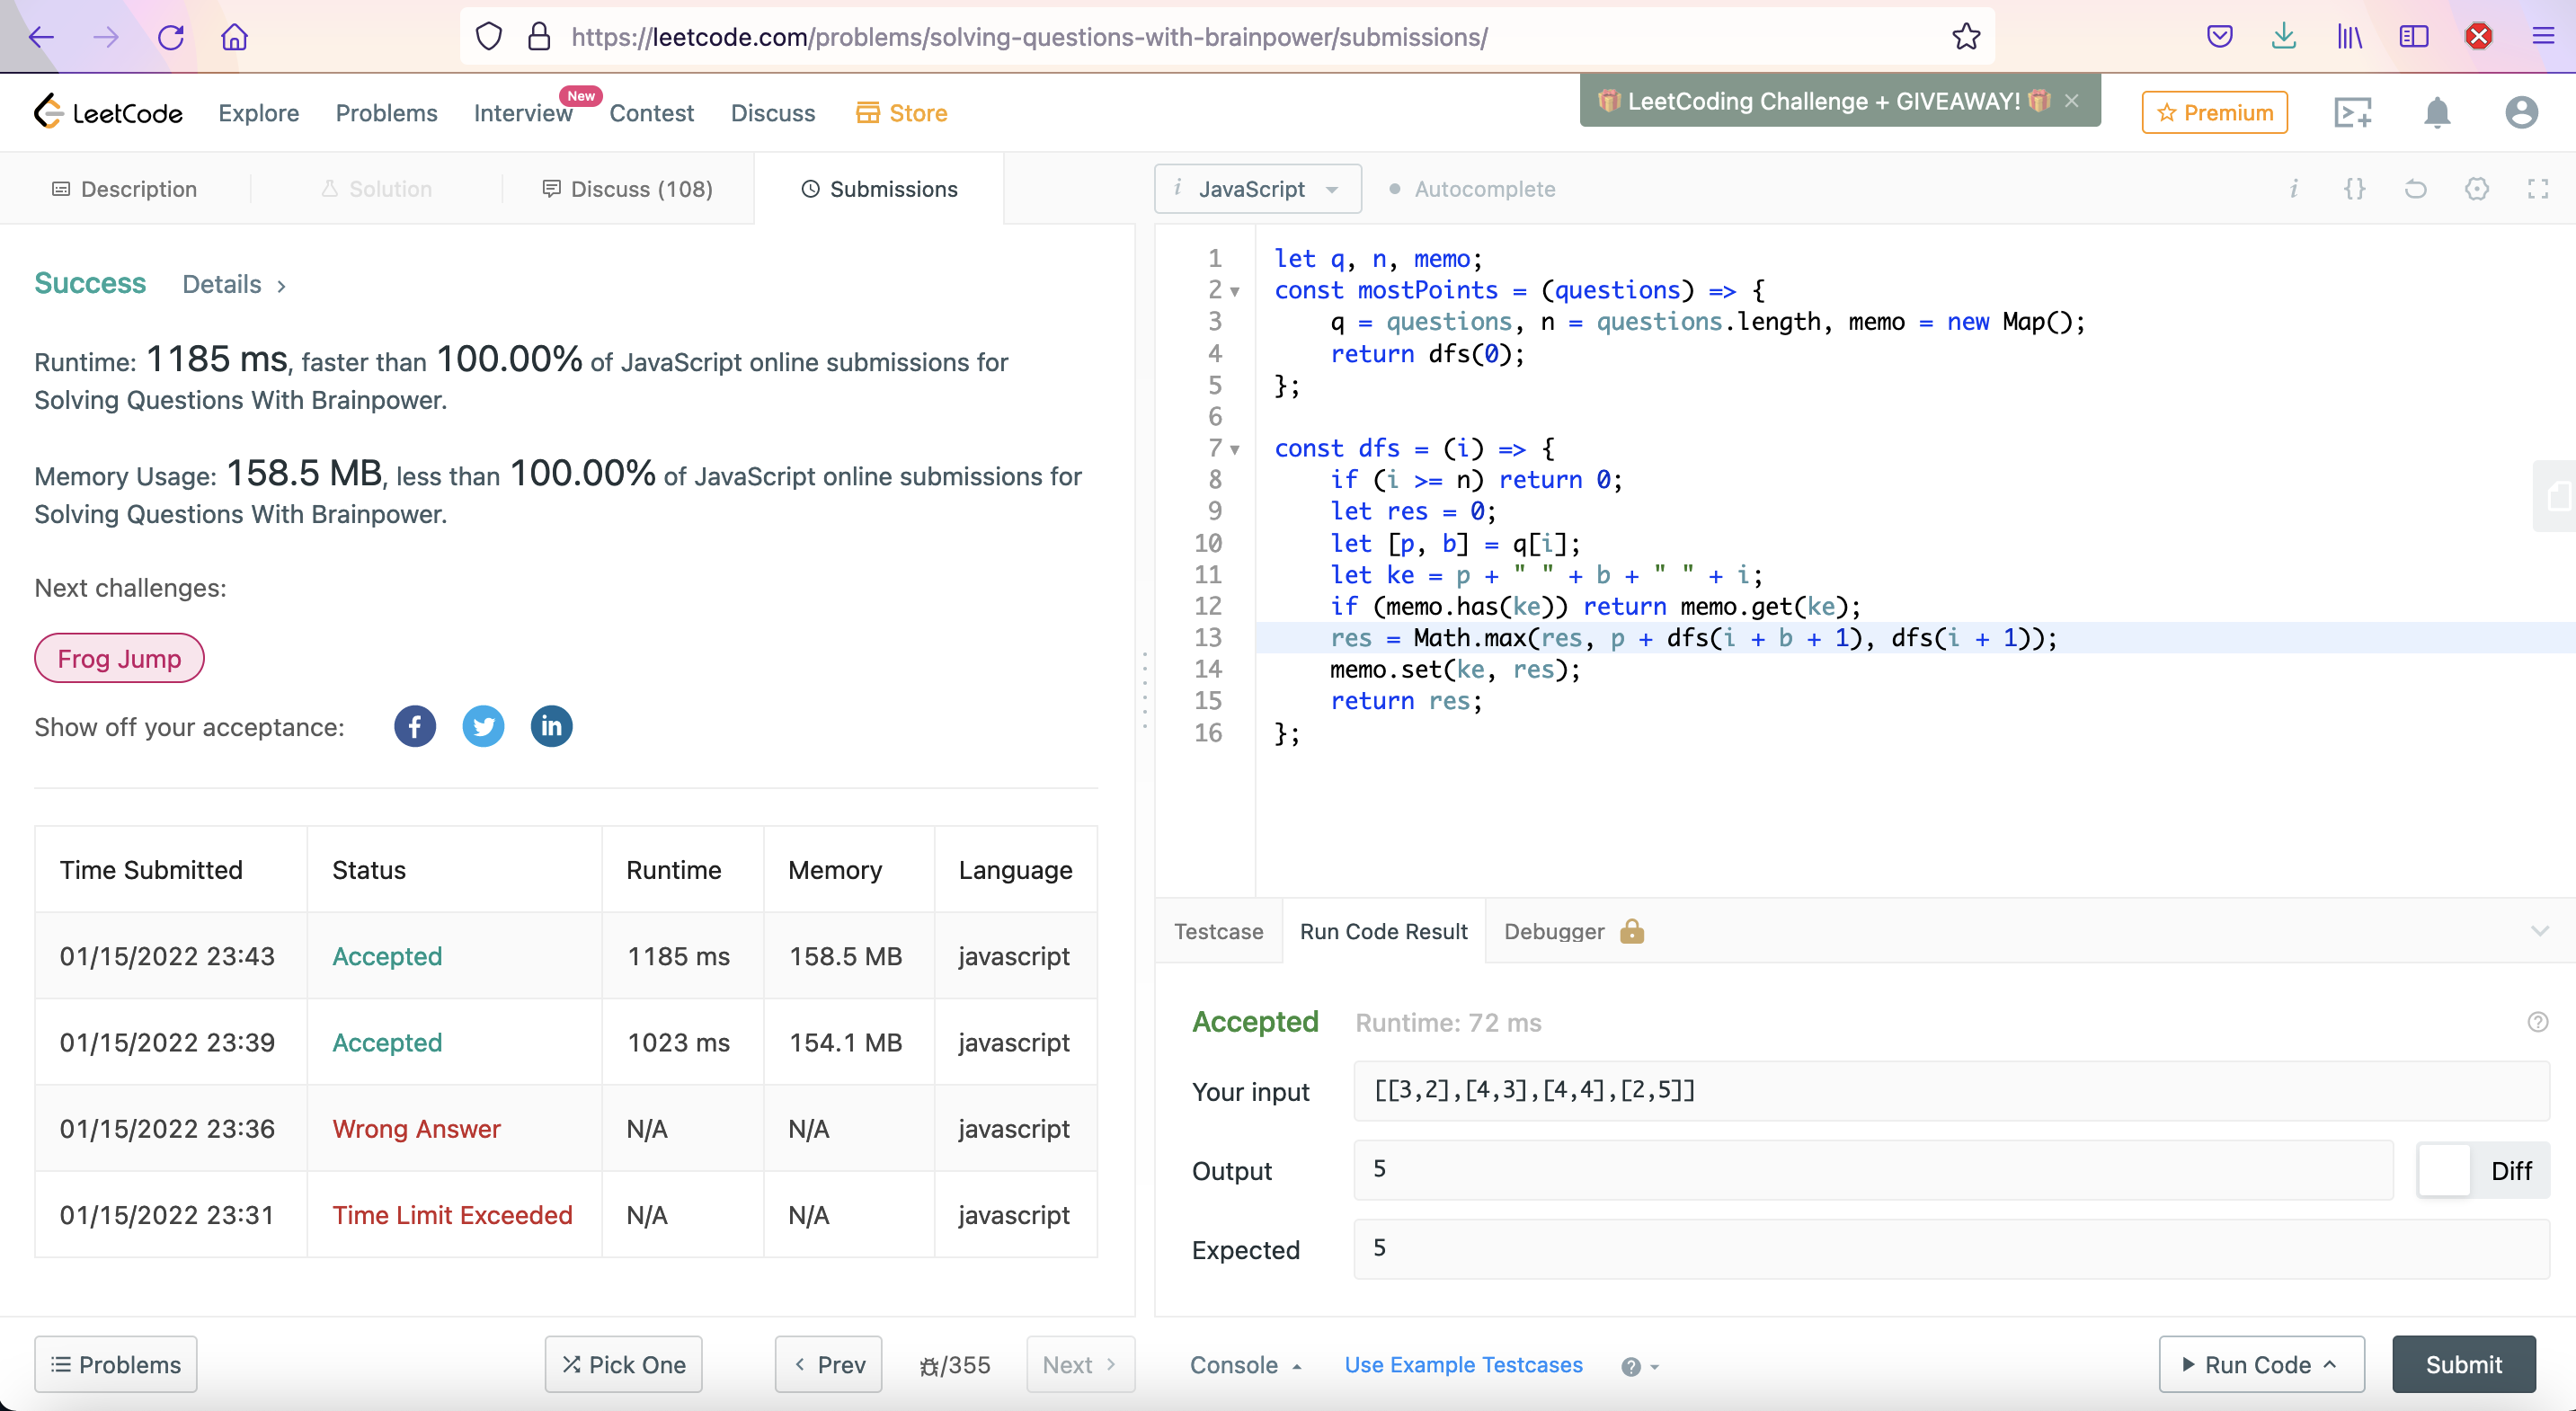 https://leetcode.com/problems/solving-questions-with-brainpower/submissions/
LeetCode
Explore
Problems
Interview
New
Contest
Discuss
Store
LeetCoding Challenge + GIVEAWAY!
Premium
Description
Solution
Discuss (108)
Submissions
i JavaScript
Autocomplete
Success
Details
Runtime: 1185 ms, faster than 100.00% of JavaScript online submissions for
Solving Questions With Brainpower.
Memory Usage: 158.5 MB, less than 100.00% of JavaScript online submissions for
Solving Questions With Brainpower.
Next challenges:
Frog Jump
Show off your acceptance:
Time Submitted Status Runtime Memory Language
01/15/2022 23:43 Accepted 1185 ms 158.5 MB javascript
01/15/2022 23:39 Accepted 1023 ms 154.1 MB javascript
01/15/2022 23:36 Wrong Answer N/A N/A javascript
01/15/2022 23:31 Time Limit Exceeded N/A N/A javascript
1 let q, n, memo;
2 const mostPoints = (questions) => {
3 q = questions, n = questions.length, memo = new Map();
4 return dfs(0);
5 };
6
7 const dfs = (i) => {
8 if (i >= n) return 0;
9 let res = 0;
10 let [p, b] = q[i];
11 let ke = p + " " + b + " " + i;
12 if (memo.has(ke)) return memo.get(ke);
13 res = Math.max(res, p + dfs(i + b + 1), dfs(i + 1));
14 memo.set(ke, res);
15 return res;
16 };
Testcase
Run Code Result
Debugger
Accepted
Runtime: 72 ms
Your input
[[3,2],[4,3],[4,4],[2,5]]
Output
5
Diff
Expected
5
Problems
Pick One
Prev
/355
Next
Console
Use Example Testcases
Run Code
Submit